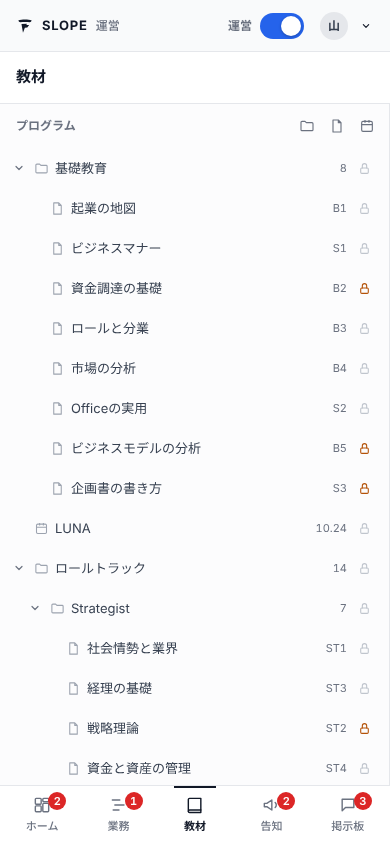 SLOPE 運営 運営 山
教材
プログラム
基礎教育 8
起業の地図 B1
ビジネスマナー S1
資金調達の基礎 B2
ロールと分業 B3
市場の分析 B4
Officeの実用 S2
ビジネスモデルの分析 B5
企画書の書き方 S3
LUNA 10.24
ロールトラック 14
Strategist 7
社会情勢と業界 ST1
経理の基礎 ST3
戦略理論 ST2
資金と資産の管理 ST4
2 1 2 3
ホーム 業務 教材 告知 掲示板